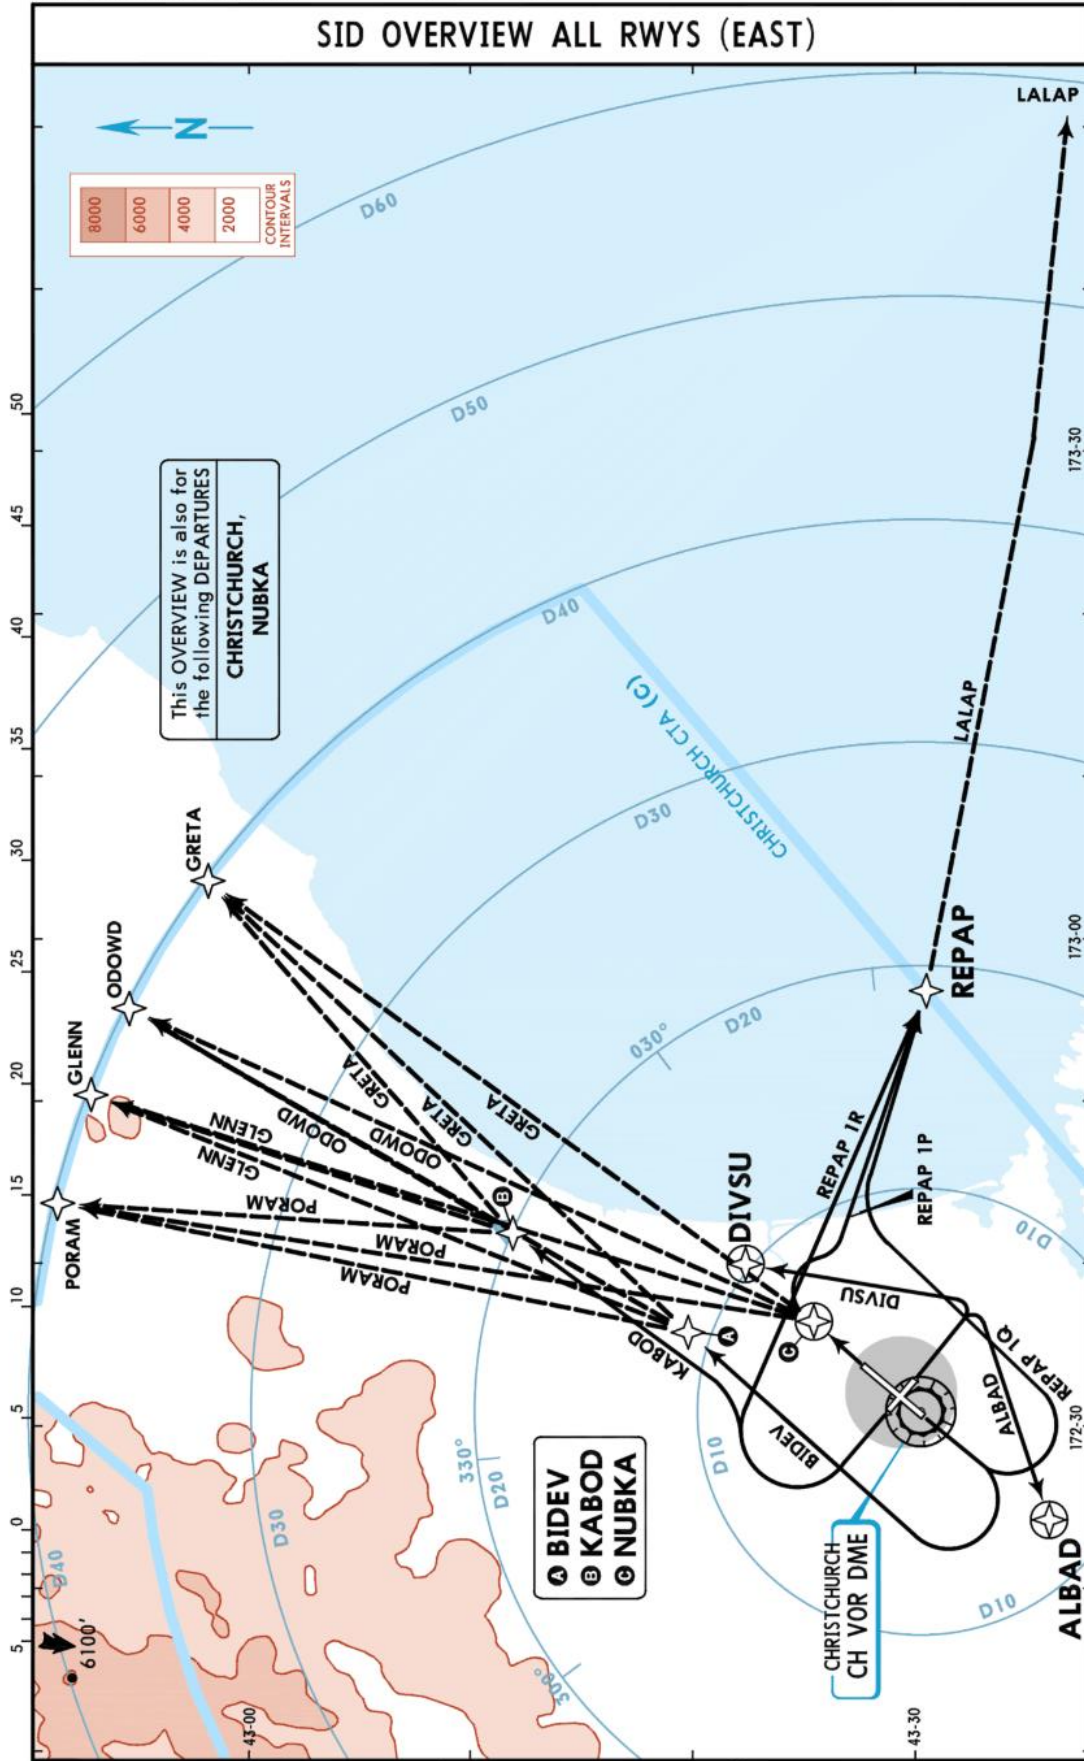 SID OVERVIEW ALL RWYS (EAST)
5
0
5
10
15
20
25
30
35
40
45
50
N
8000
6000
4000
2000
CONTOUR
INTERVALS
This OVERVIEW is also for
the following DEPARTURES
CHRISTCHURCH,
NUBKA
D60
D50
D40
D30
D20
D10
D40
D30
D20
D10
D10
6100'
300°
330°
030°
PORAM
GLENN
ODOWD
GRETA
PORAM
PORAM
PORAM
GLENN
GLENN
ODOWD
ODOWD
GRETA
GRETA
GRETA
B
A
C
A BIDEV
B KABOD
C NUBKA
KABOD
BIDEV
DIVSU
DIVSU
ALBAD
ALBAD
REPAP 1R
REPAP 1P
REPAP 1Q
REPAP
LALAP
LALAP
CHRISTCHURCH CTA (C)
CHRISTCHURCH
CH VOR DME
43-00
43-30
172-30
173-00
173-30